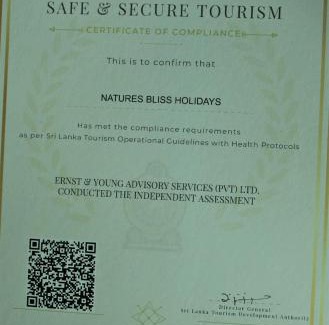 SAFE & SECURE TOURISM
CERTIFICATE OF COMPLIANCE
This is to confirm that
NATURES BLISS HOLIDAYS
Has met the compliance requirements
as per Sri Lanka Tourism Operational Guidelines with Health Protocols
ERNST & YOUNG ADVISORY SERVICES (PVT) LTD.
CONDUCTED THE INDEPENDENT ASSESSMENT
Director General
Sri Lanka Tourism Development Authority